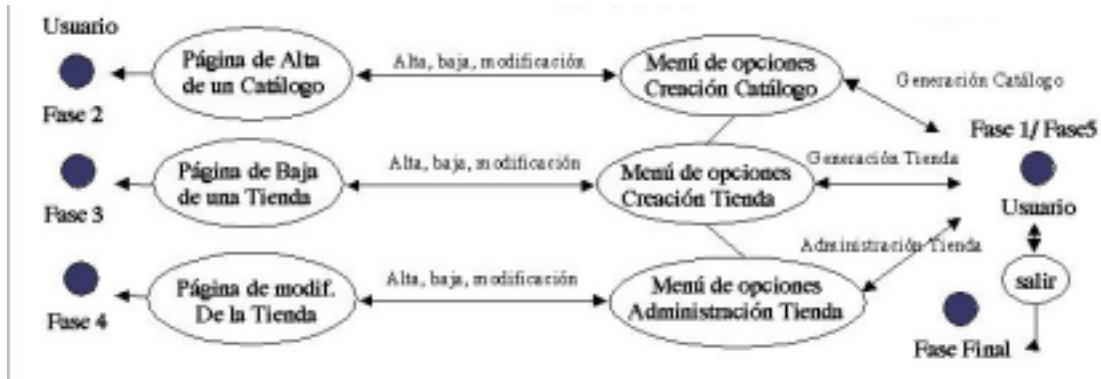 Usuario
Fase 2
Página de Alta
de un Catálogo
Alta, baja, modificación
Menú de opciones
Creación Catálogo
Generación Catálogo
Fase 1/ Fase5
Usuario
Fase 3
Página de Baja
de una Tienda
Alta, baja, modificación
Menú de opciones
Creación Tienda
Generación Tienda
Administración Tienda
Fase 4
Página de modif.
De la Tienda
Alta, baja, modificación
Menú de opciones
Administración Tienda
salir
Fase Final